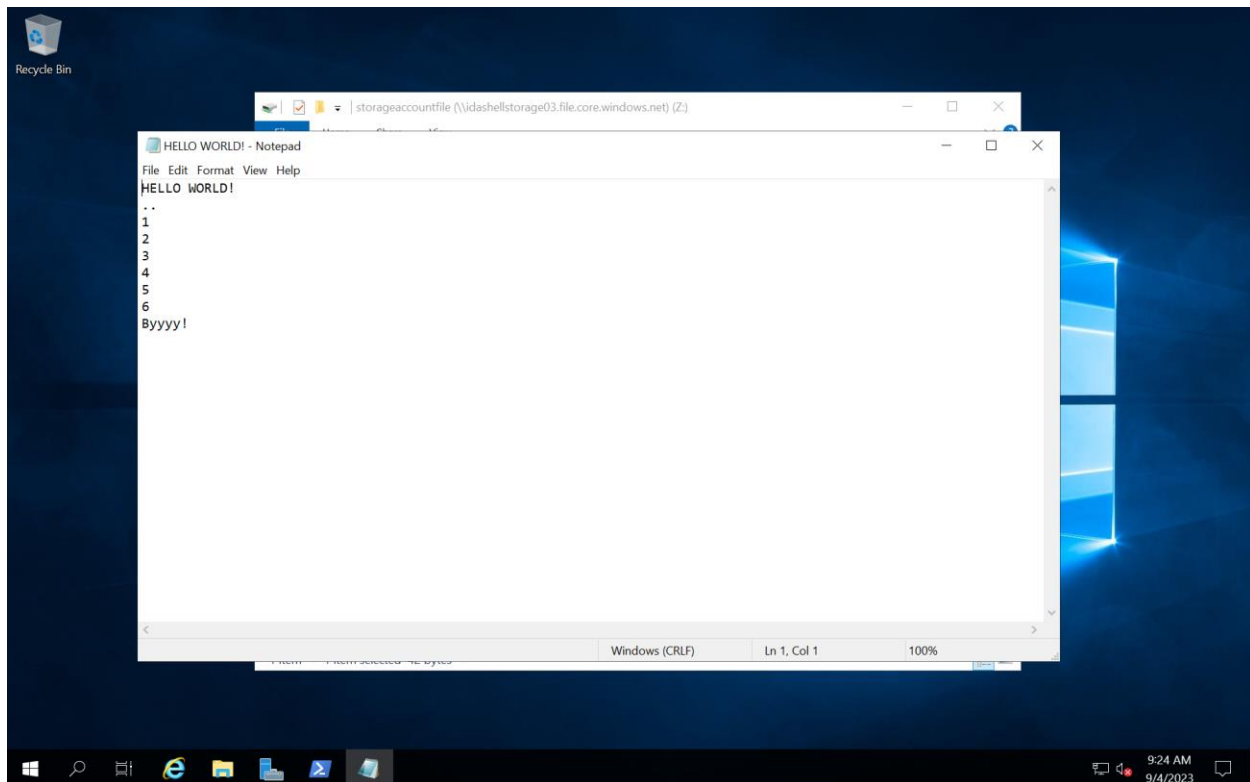 Recycle Bin
storageaccountfile (\\idashellstorage03.file.core.windows.net) (Z:)
HELLO WORLD! - Notepad
File Edit Format View Help
HELLO WORLD!
..
1
2
3
4
5
6
Byyyy!
Windows (CRLF) Ln 1, Col 1 100%
9:24 AM
9/4/2023